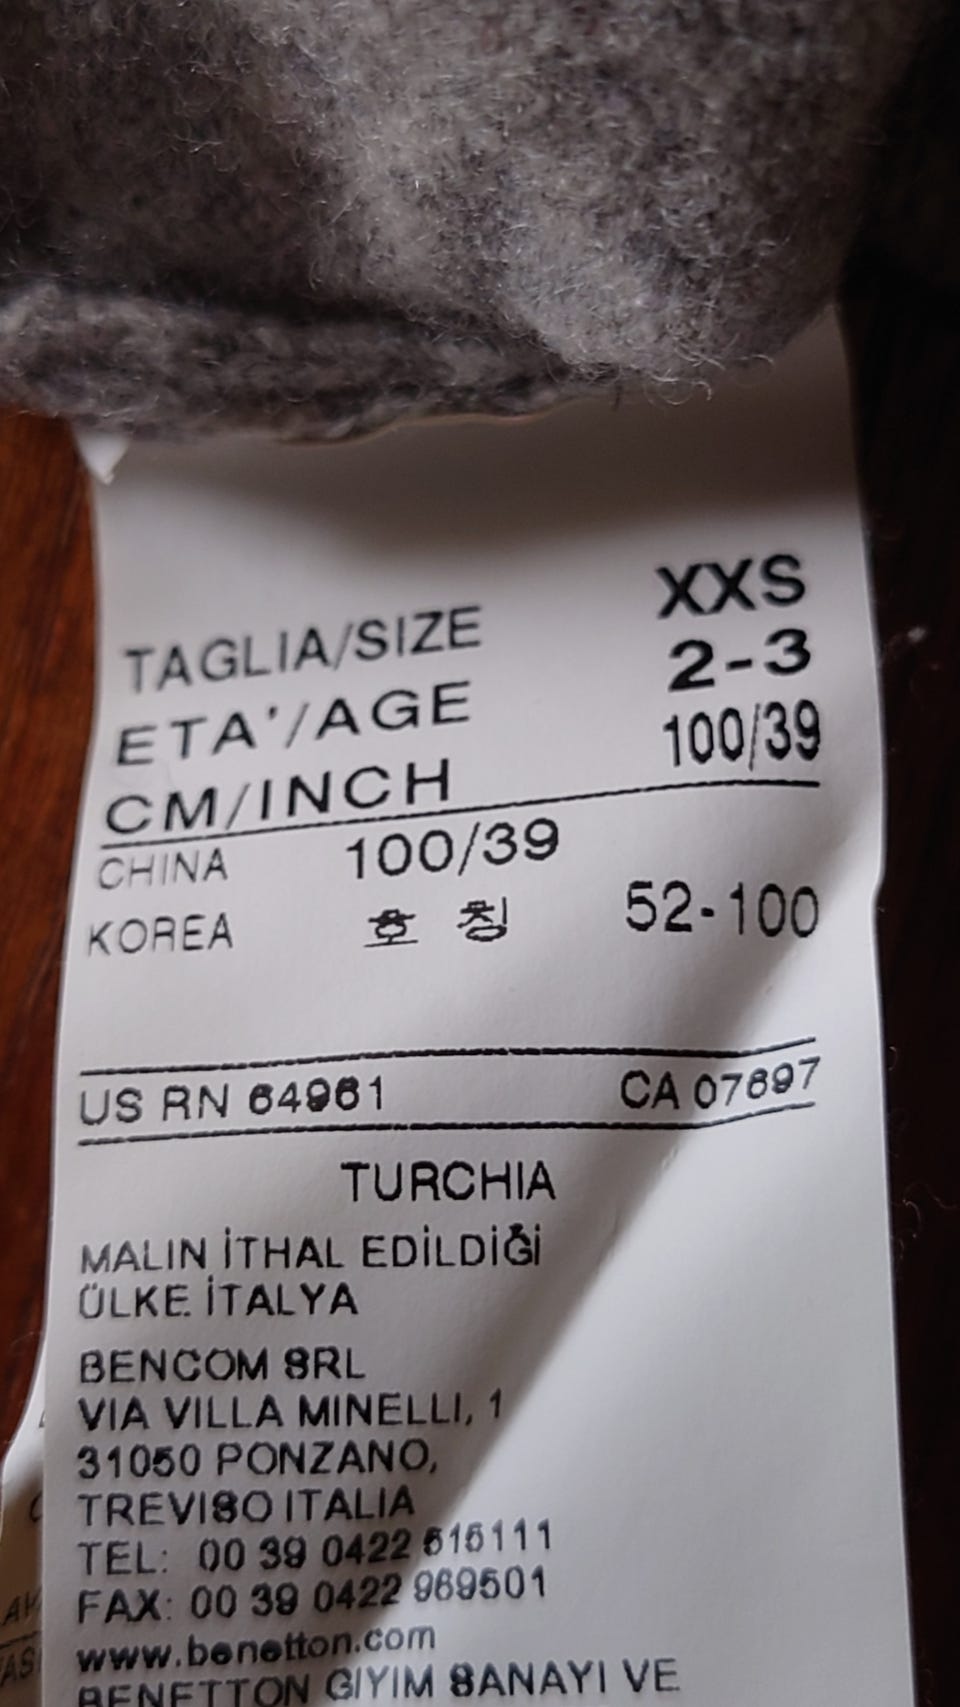 TAGLIA/SIZE XXS
ETA'/AGE 2-3
CM/INCH 100/39
CHINA 100/39
KOREA 호 칭 52-100
US RN 64961 CA 07697
TURCHIA
MALIN İTHAL EDİLDİĞİ
ÜLKE İTALYA
BENCOM SRL
VIA VILLA MINELLI, 1
31050 PONZANO,
TREVISO ITALIA
TEL: 00 39 0422 515111
FAX: 00 39 0422 969501
www.benetton.com
BENETTON GIYIM SANAYI VE